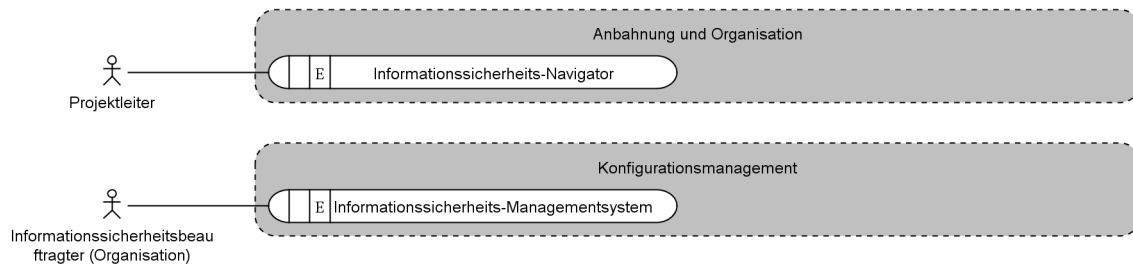 Anbahnung und Organisation
E Informationssicherheits-Navigator
Projektleiter
Konfigurationsmanagement
E Informationssicherheits-Managementsystem
Informationssicherheitsbeau
ftragter (Organisation)